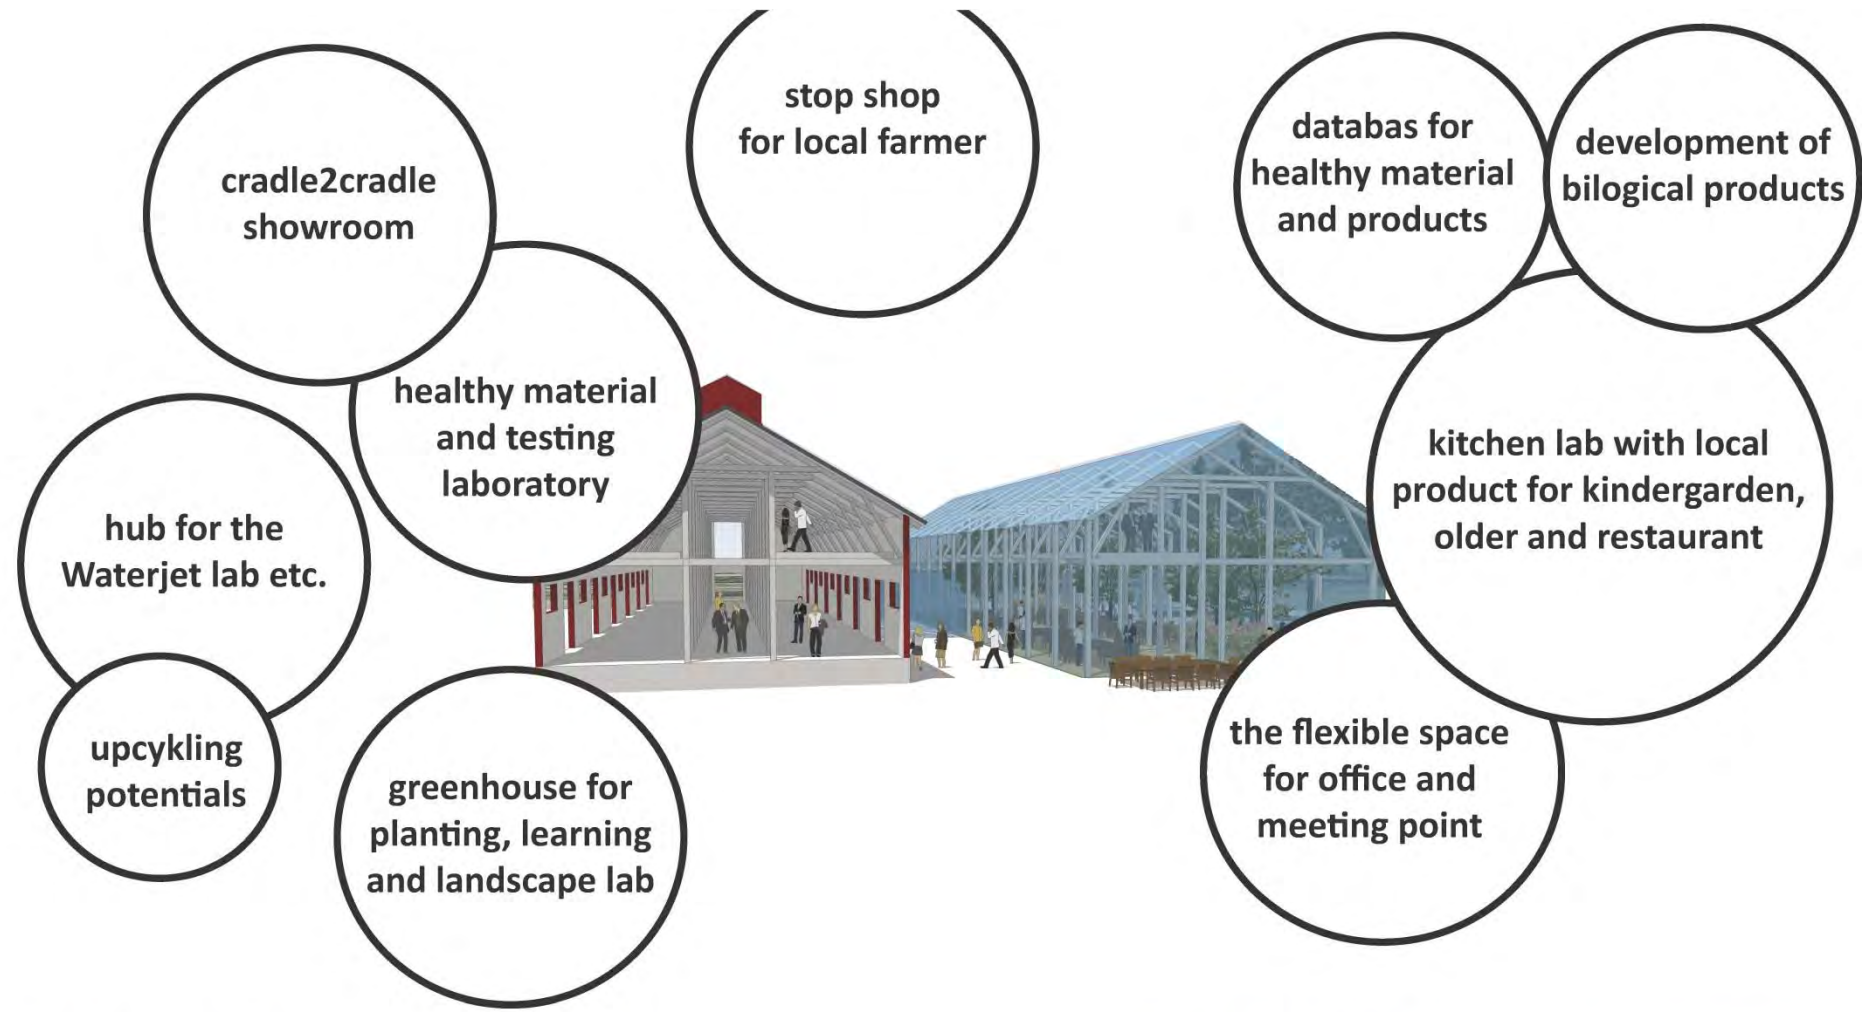 stop shop
for local farmer
cradle2cradle
showroom
databas for
healthy material
and products
development of
bilogical products
healthy material
and testing
laboratory
kitchen lab with local
product for kindergarden,
older and restaurant
hub for the
Waterjet lab etc.
upcykling
potentials
greenhouse for
planting, learning
and landscape lab
the flexible space
for office and
meeting point